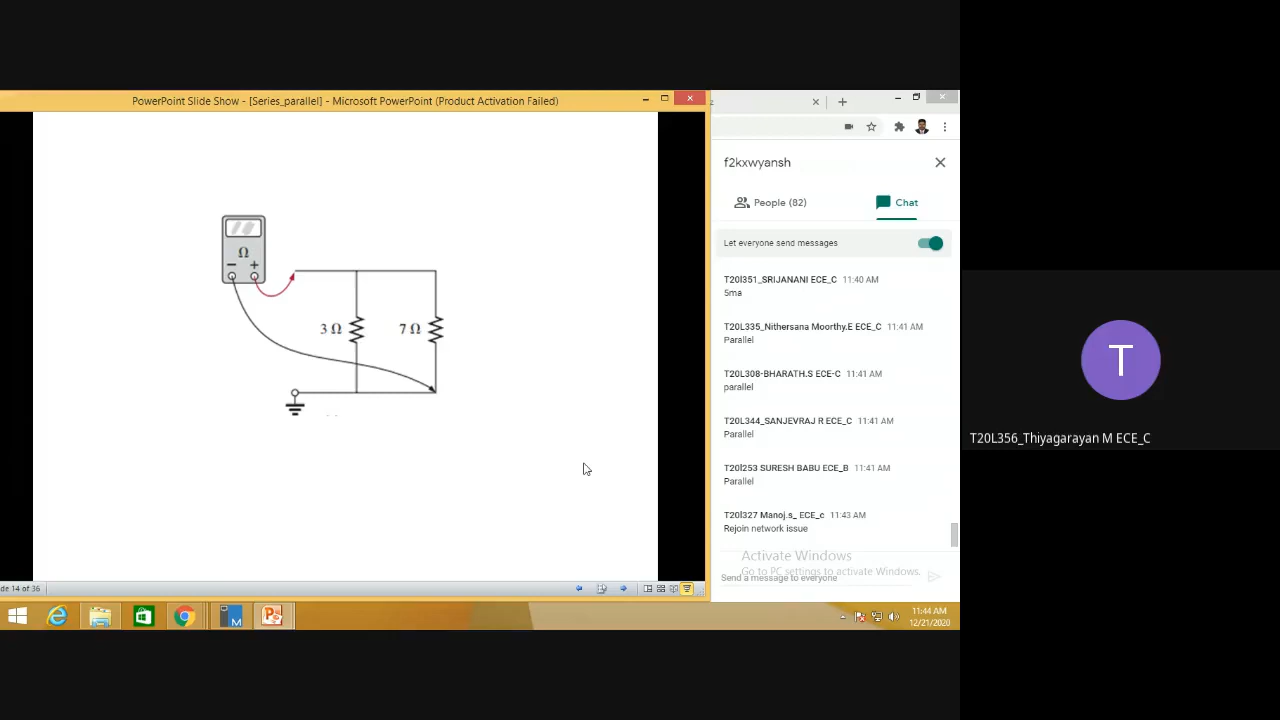 PowerPoint Slide Show - [Series_parallel] - Microsoft PowerPoint (Product Activation Failed)
f2kxwyansh
People (82)
Chat
Let everyone send messages
T20l351_SRIJANANI ECE_C 11:40 AM
5ma
T20L335_Nithersana Moorthy.E ECE_C 11:41 AM
Parallel
T20L308-BHARATH.S ECE-C 11:41 AM
parallel
T20L344_SANJEVRAJ R ECE_C 11:41 AM
Parallel
T20l253 SURESH BABU ECE_B 11:41 AM
Parallel
T20l327 Manoj.s_ ECE_c 11:43 AM
Rejoin network issue
Activate Windows
Go to PC settings to activate Windows.
Send a message to everyone
Ω
− +
3 Ω
7 Ω
de 14 of 36
M
11:44 AM
12/21/2020
T
T20L356_Thiyagarayan M ECE_C